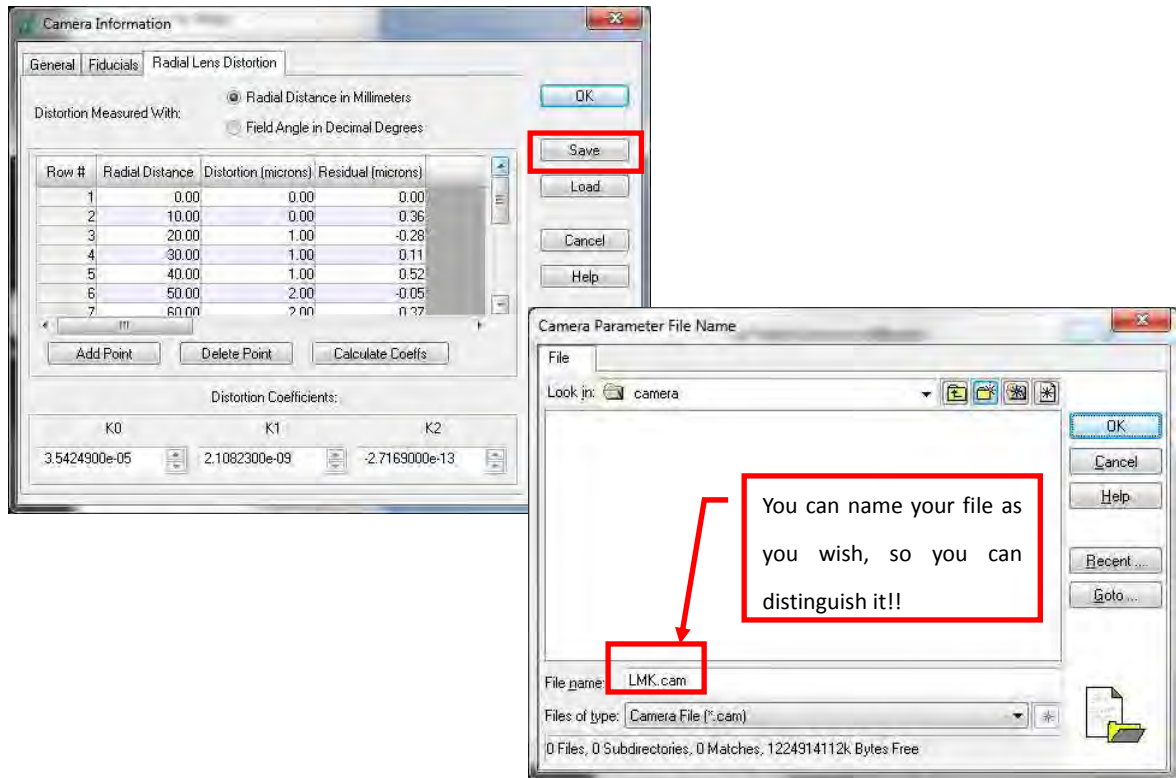 Camera Information
General Fiducials Radial Lens Distortion
Distortion Measured With:
Radial Distance in Millimeters
Field Angle in Decimal Degrees
Row # Radial Distance Distortion (microns) Residual (microns)
1 0.00 0.00 0.00
2 10.00 0.00 0.36
3 20.00 1.00 -0.28
4 30.00 1.00 0.11
5 40.00 1.00 0.52
6 50.00 2.00 -0.05
7 60.00 2.00 0.37
Add Point Delete Point Calculate Coeffs
Distortion Coefficients:
K0 K1 K2
3.5424900e-05 2.1082300e-09 -2.7169000e-13
OK
Save
Load
Cancel
Help
Camera Parameter File Name
File
Look in: camera
You can name your file as
you wish, so you can
distinguish it!!
File name: LMK.cam
Files of type: Camera File (*.cam)
0 Files, 0 Subdirectories, 0 Matches, 1224914112k Bytes Free
OK
Cancel
Help
Recent ...
Goto ...